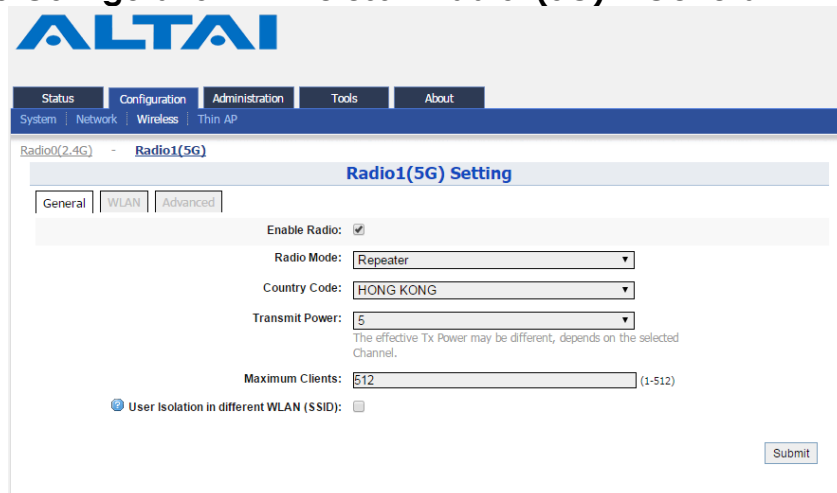 ALTAI
Status Configuration Administration Tools About
System Network Wireless Thin AP
Radio0(2.4G) - Radio1(5G)
Radio1(5G) Setting
General WLAN Advanced
Enable Radio:
Radio Mode: Repeater
Country Code: HONG KONG
Transmit Power: 5
The effective Tx Power may be different, depends on the selected
Channel.
Maximum Clients: 512 (1-512)
? User Isolation in different WLAN (SSID):
Submit